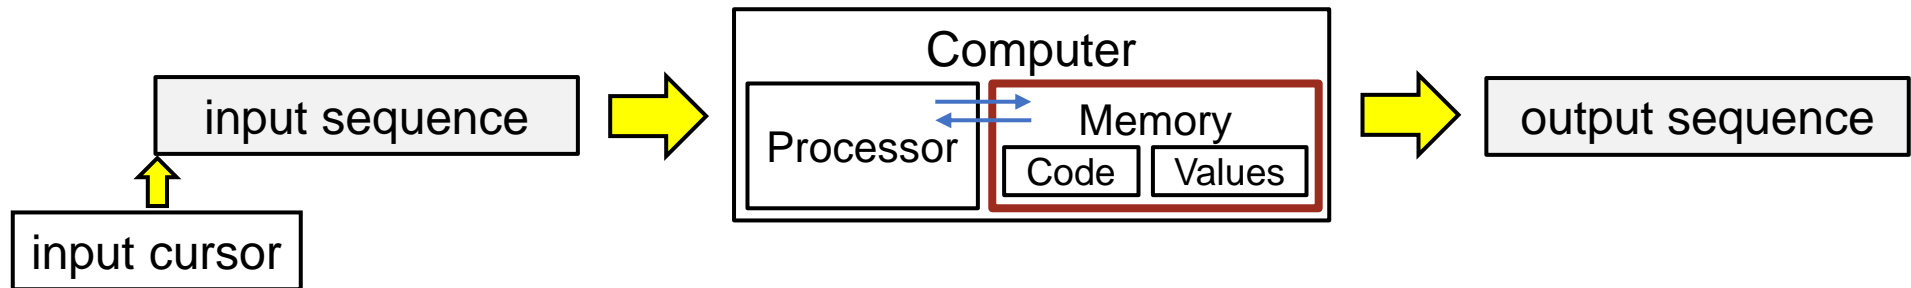 Computer
input sequence
Processor
Memory
Code
Values
output sequence
input cursor